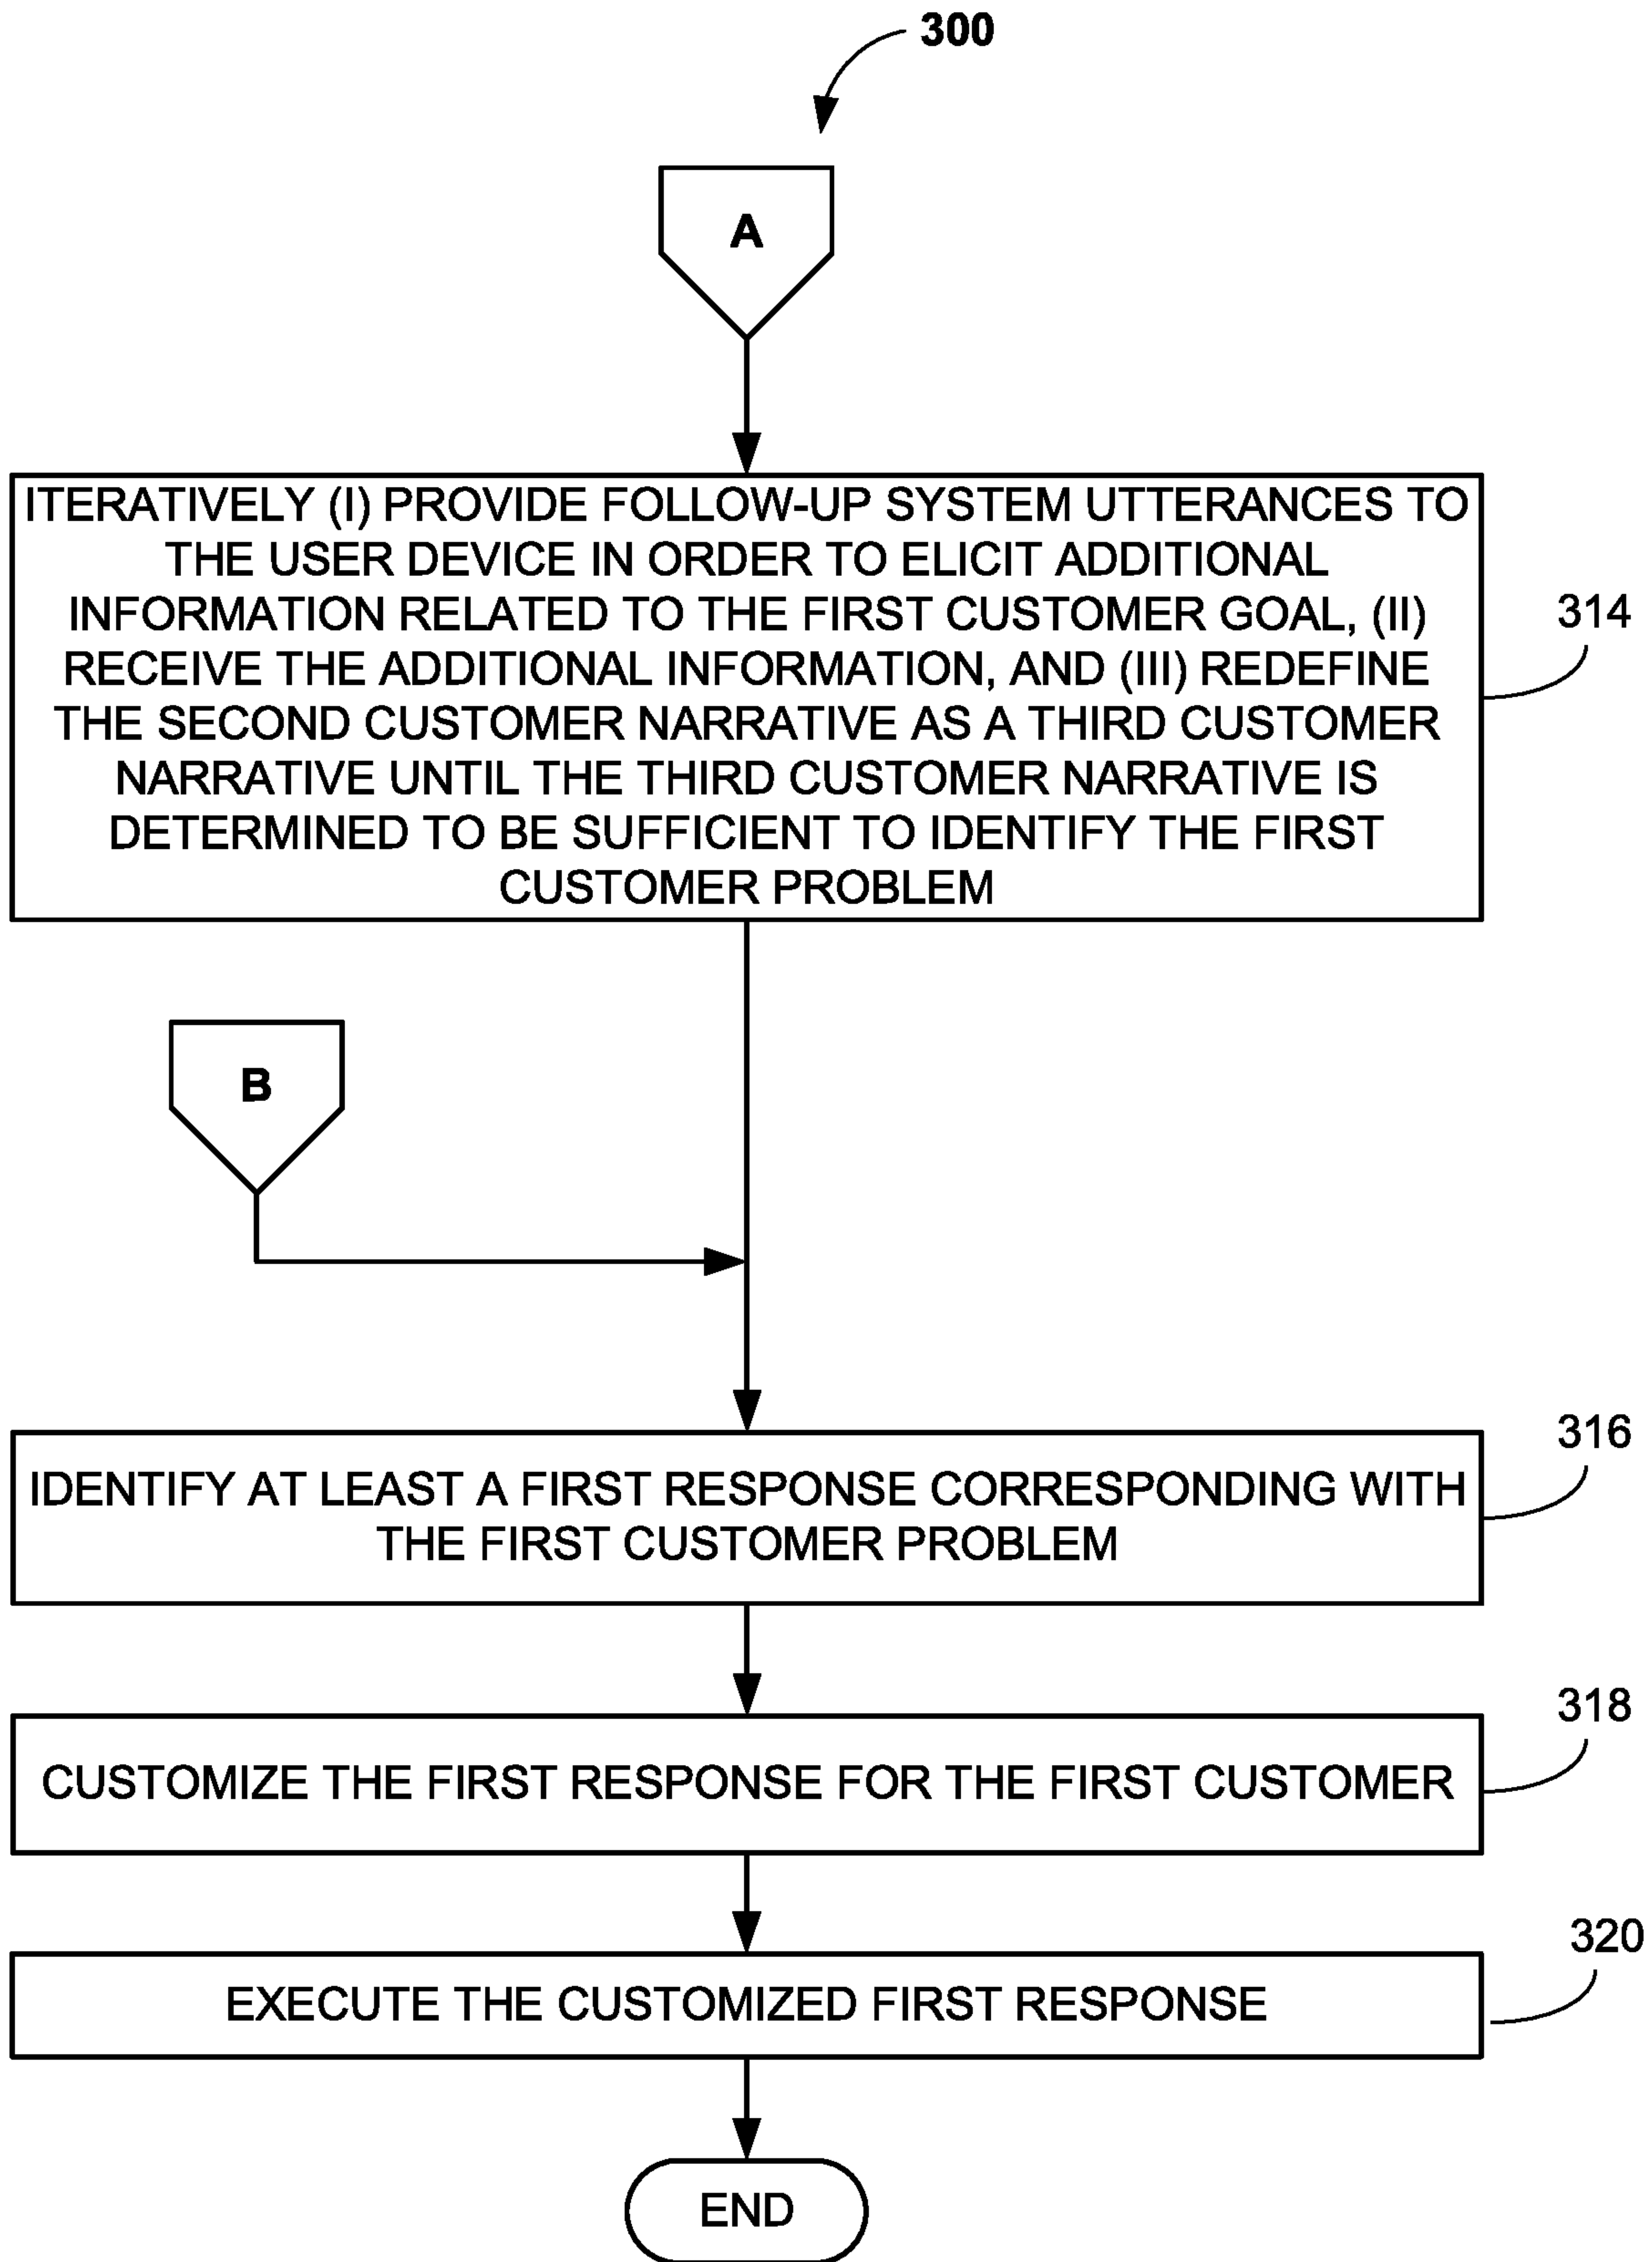 300
A
ITERATIVELY (I) PROVIDE FOLLOW-UP SYSTEM UTTERANCES TO
THE USER DEVICE IN ORDER TO ELICIT ADDITIONAL
INFORMATION RELATED TO THE FIRST CUSTOMER GOAL, (II)
RECEIVE THE ADDITIONAL INFORMATION, AND (III) REDEFINE
THE SECOND CUSTOMER NARRATIVE AS A THIRD CUSTOMER
NARRATIVE UNTIL THE THIRD CUSTOMER NARRATIVE IS
DETERMINED TO BE SUFFICIENT TO IDENTIFY THE FIRST
CUSTOMER PROBLEM
314
B
IDENTIFY AT LEAST A FIRST RESPONSE CORRESPONDING WITH
THE FIRST CUSTOMER PROBLEM
316
CUSTOMIZE THE FIRST RESPONSE FOR THE FIRST CUSTOMER
318
EXECUTE THE CUSTOMIZED FIRST RESPONSE
320
END